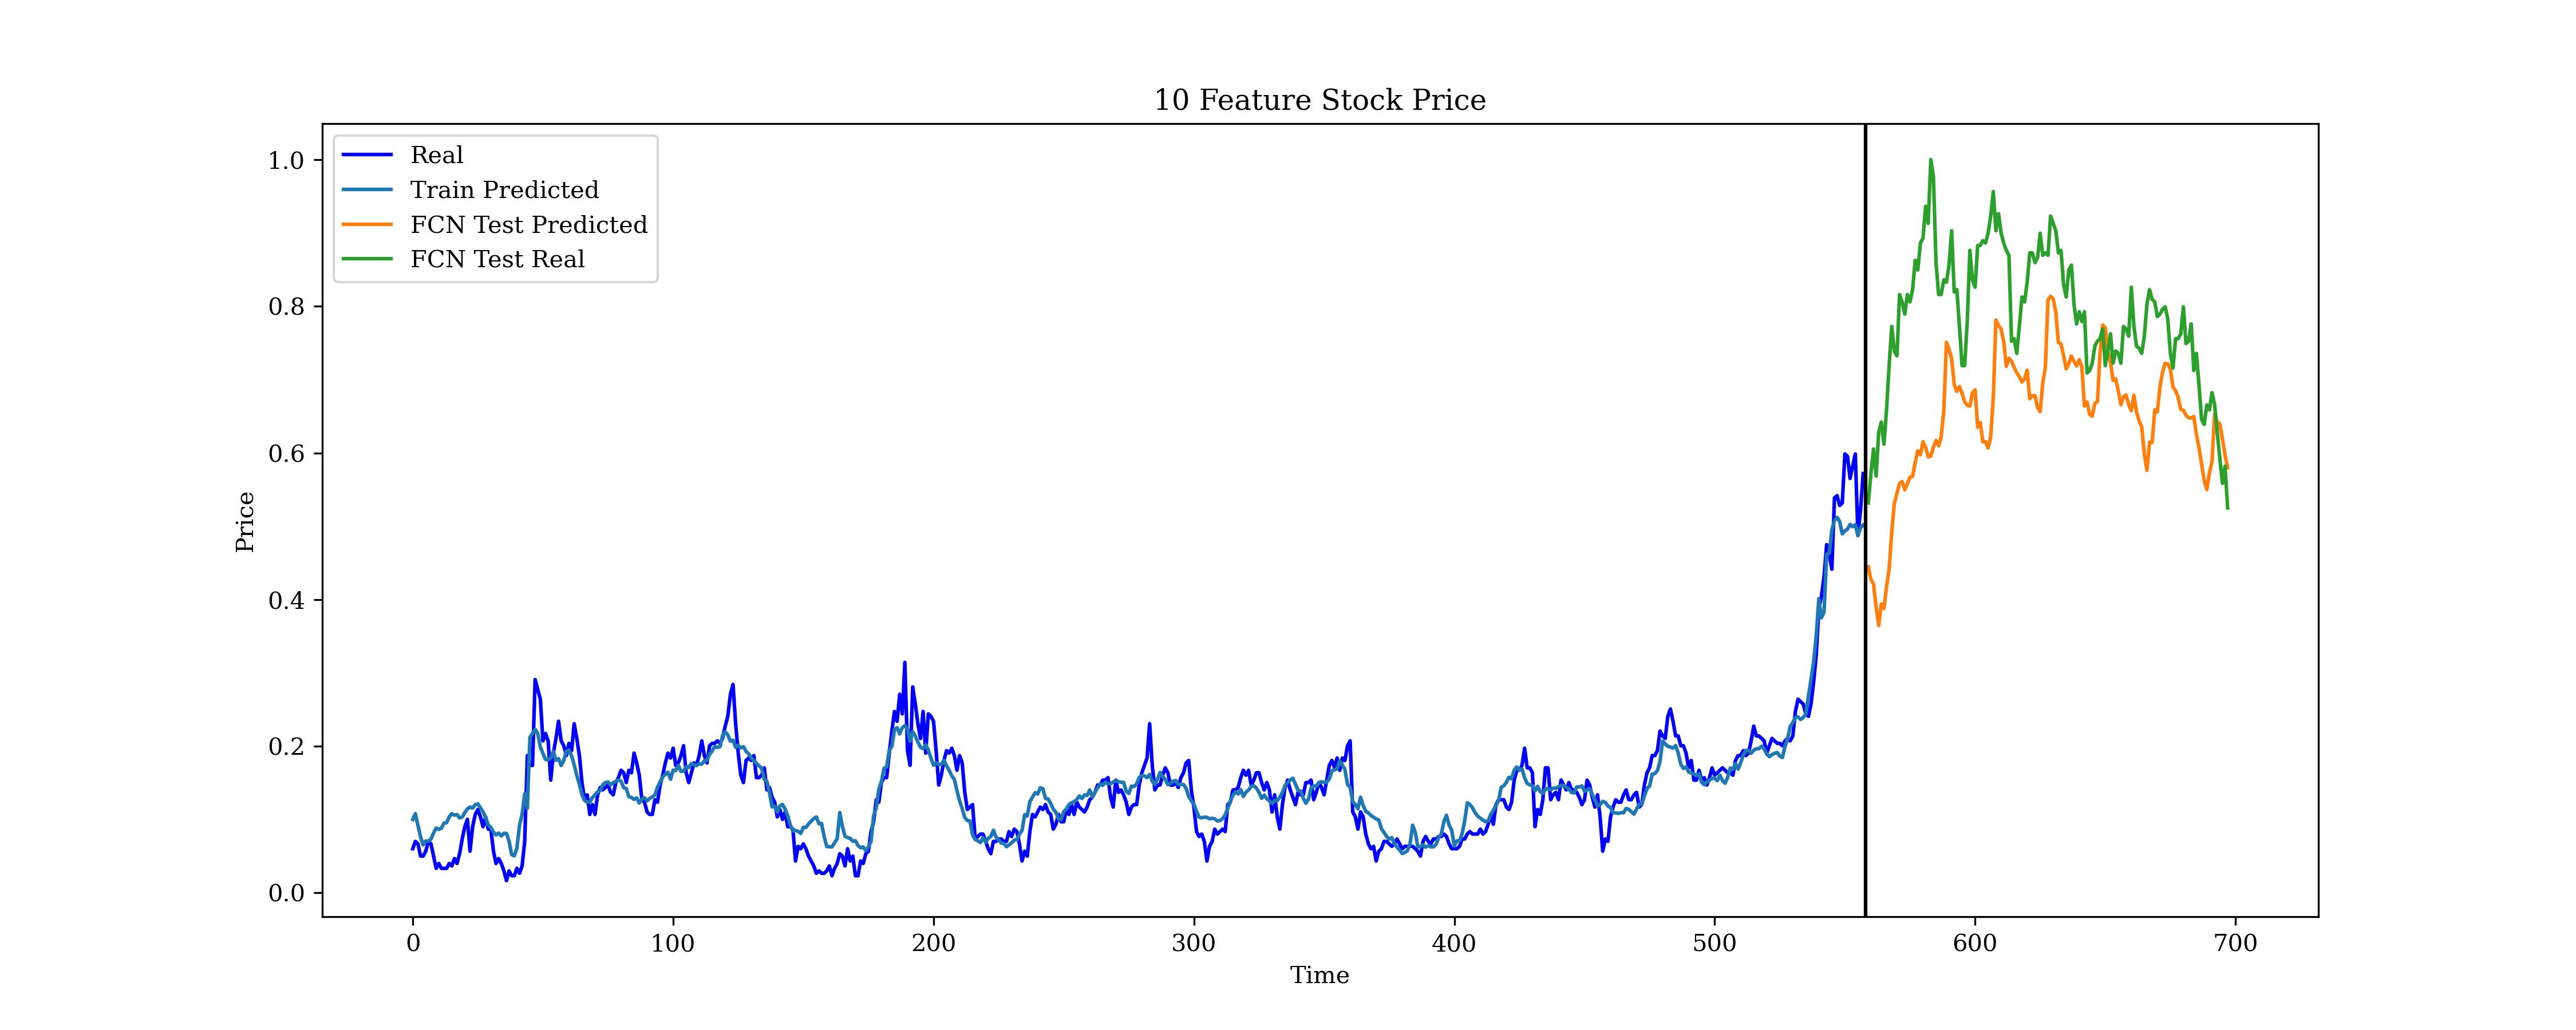 10 Feature Stock Price
Real
Train Predicted
FCN Test Predicted
FCN Test Real
1.0
0.8
0.6
0.4
0.2
0.0
Price
0 100 200 300 400 500 600 700
Time